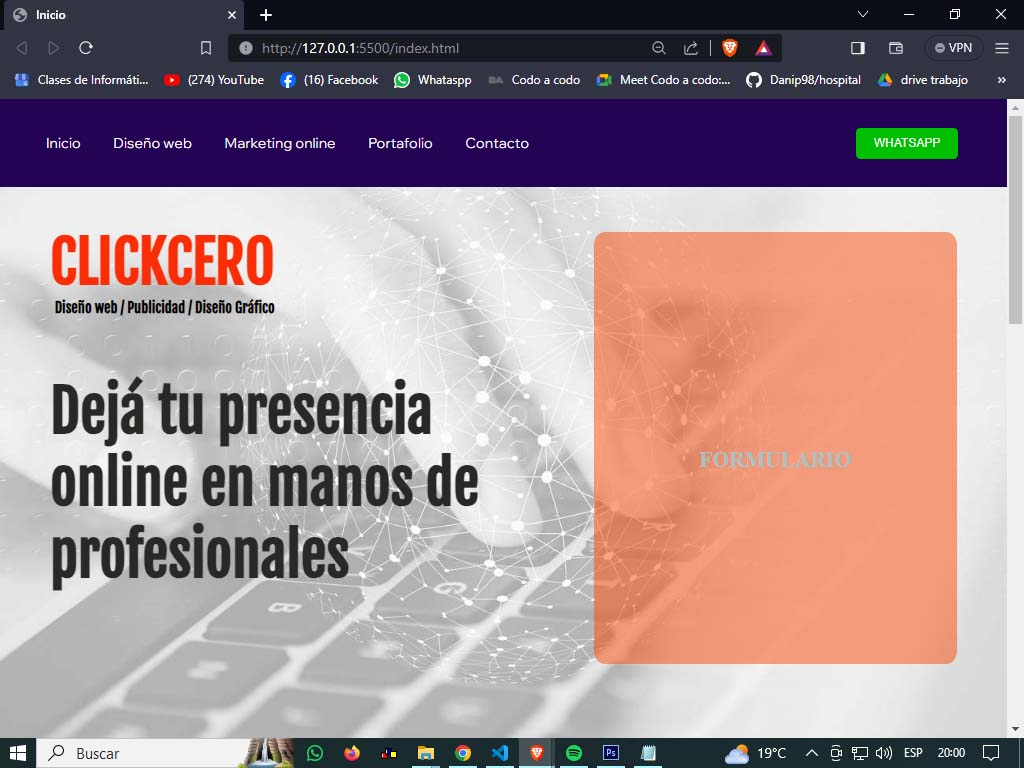 Inicio
http://127.0.0.1:5500/index.html
VPN
Clases de Informáti...
(274) YouTube
(16) Facebook
Whataspp
Codo a codo
Meet Codo a codo:...
Danip98/hospital
drive trabajo
»
Inicio
Diseño web
Marketing online
Portafolio
Contacto
WHATSAPP
CLICKCERO
Diseño web / Publicidad / Diseño Gráfico
Dejá tu presencia
online en manos de
profesionales
FORMULARIO
B
G
N
M
Buscar
Ps
19°C
ESP
20:00